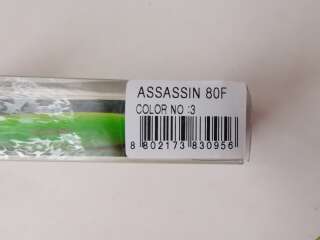 ASSASSIN 80F
COLOR NO :3
8 802173 830956